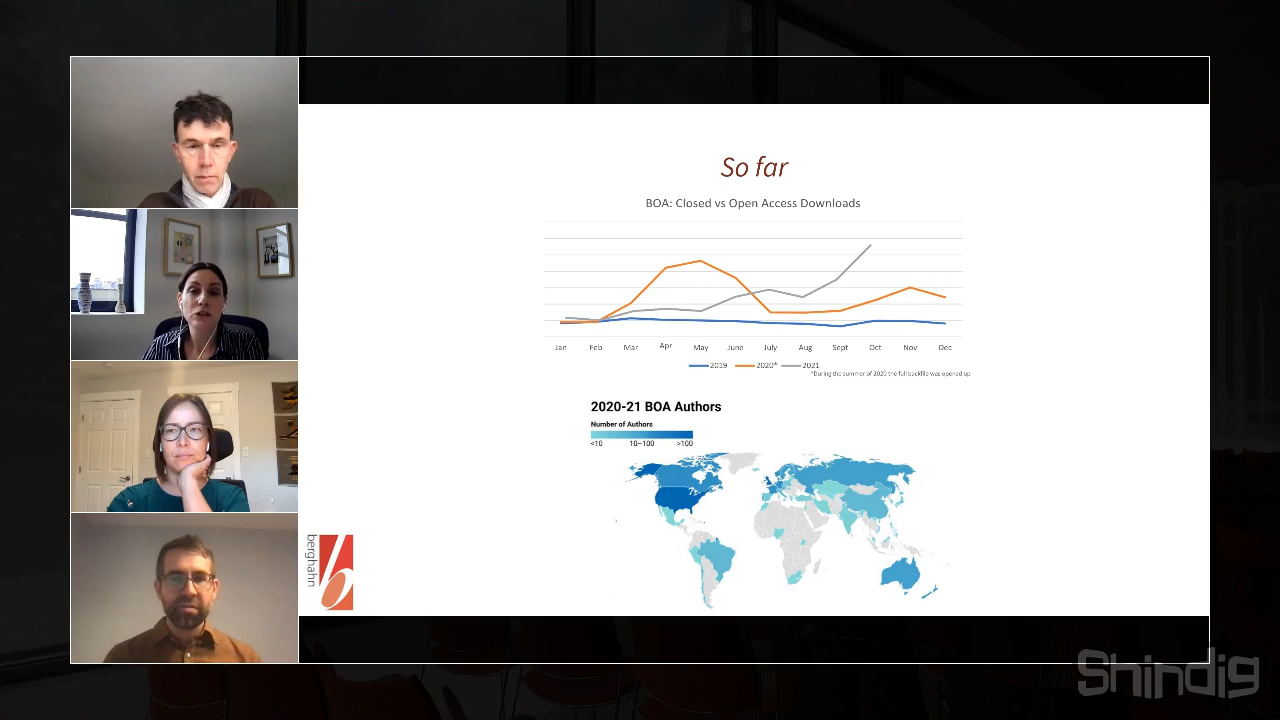 So far
BOA: Closed vs Open Access Downloads
Jan Feb Mar Apr May June July Aug Sept Oct Nov Dec
2019 2020* 2021
*During the summer of 2020 the full backfile was opened up
2020-21 BOA Authors
Number of Authors
<10 10–100 >100
berghahn
b
Shindig